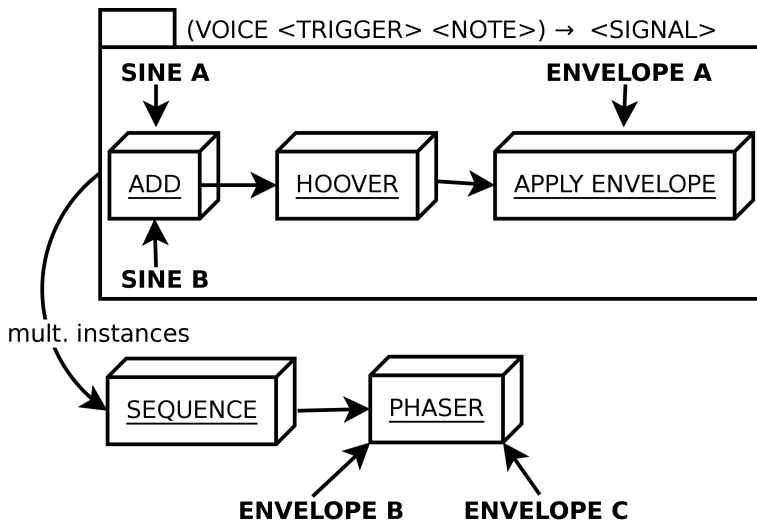 (VOICE <TRIGGER> <NOTE>) → <SIGNAL>
SINE A
ENVELOPE A
ADD
HOOVER
APPLY ENVELOPE
SINE B
mult. instances
SEQUENCE
PHASER
ENVELOPE B
ENVELOPE C